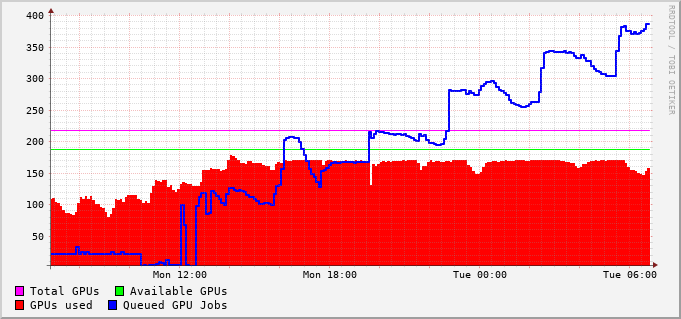 RRDTOOL / TOBI OETIKER
400
350
300
250
200
150
100
50
Mon 12:00 Mon 18:00 Tue 00:00 Tue 06:00
Total GPUs Available GPUs
GPUs used Queued GPU Jobs